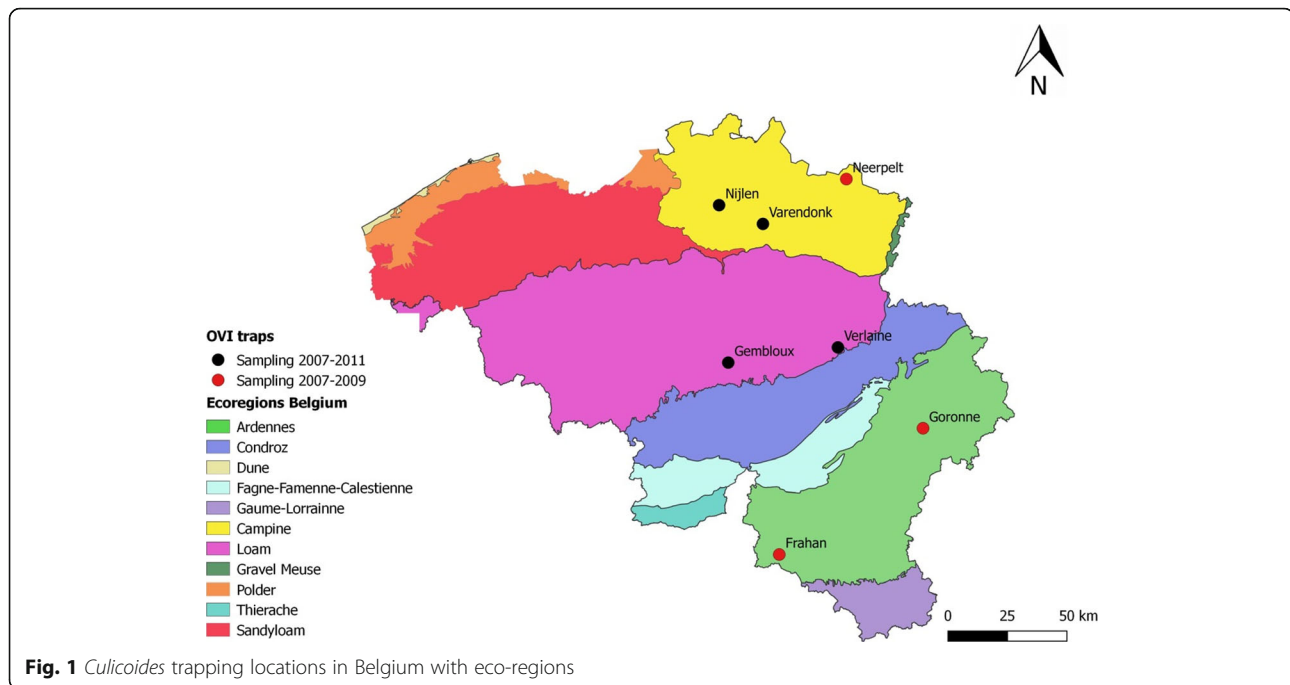 N
Neerpelt
Nijlen
Varendonk
Gembloux
Verlaine
Goronne
Frahan
OVI traps
Sampling 2007-2011
Sampling 2007-2009
Ecoregions Belgium
Ardennes
Condroz
Dune
Fagne-Famenne-Calestienne
Gaume-Lorrainne
Campine
Loam
Gravel Meuse
Polder
Thierache
Sandyloam
0 25 50 km
Fig. 1 Culicoides trapping locations in Belgium with eco-regions